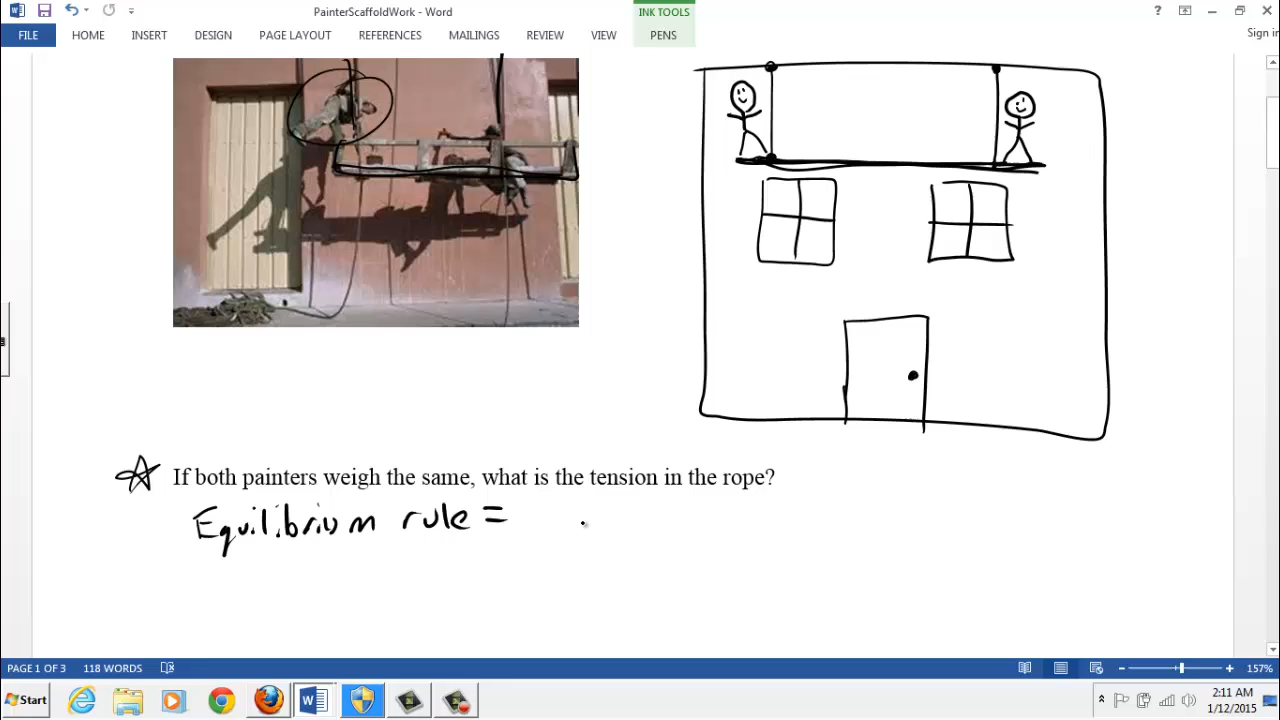 PainterScaffoldWork - Word
INK TOOLS
?
Sign in
FILE HOME INSERT DESIGN PAGE LAYOUT REFERENCES MAILINGS REVIEW VIEW PENS
If both painters weigh the same, what is the tension in the rope?
Equilibrium rule =
PAGE 1 OF 3 118 WORDS 157%
Start
2:11 AM
1/12/2015